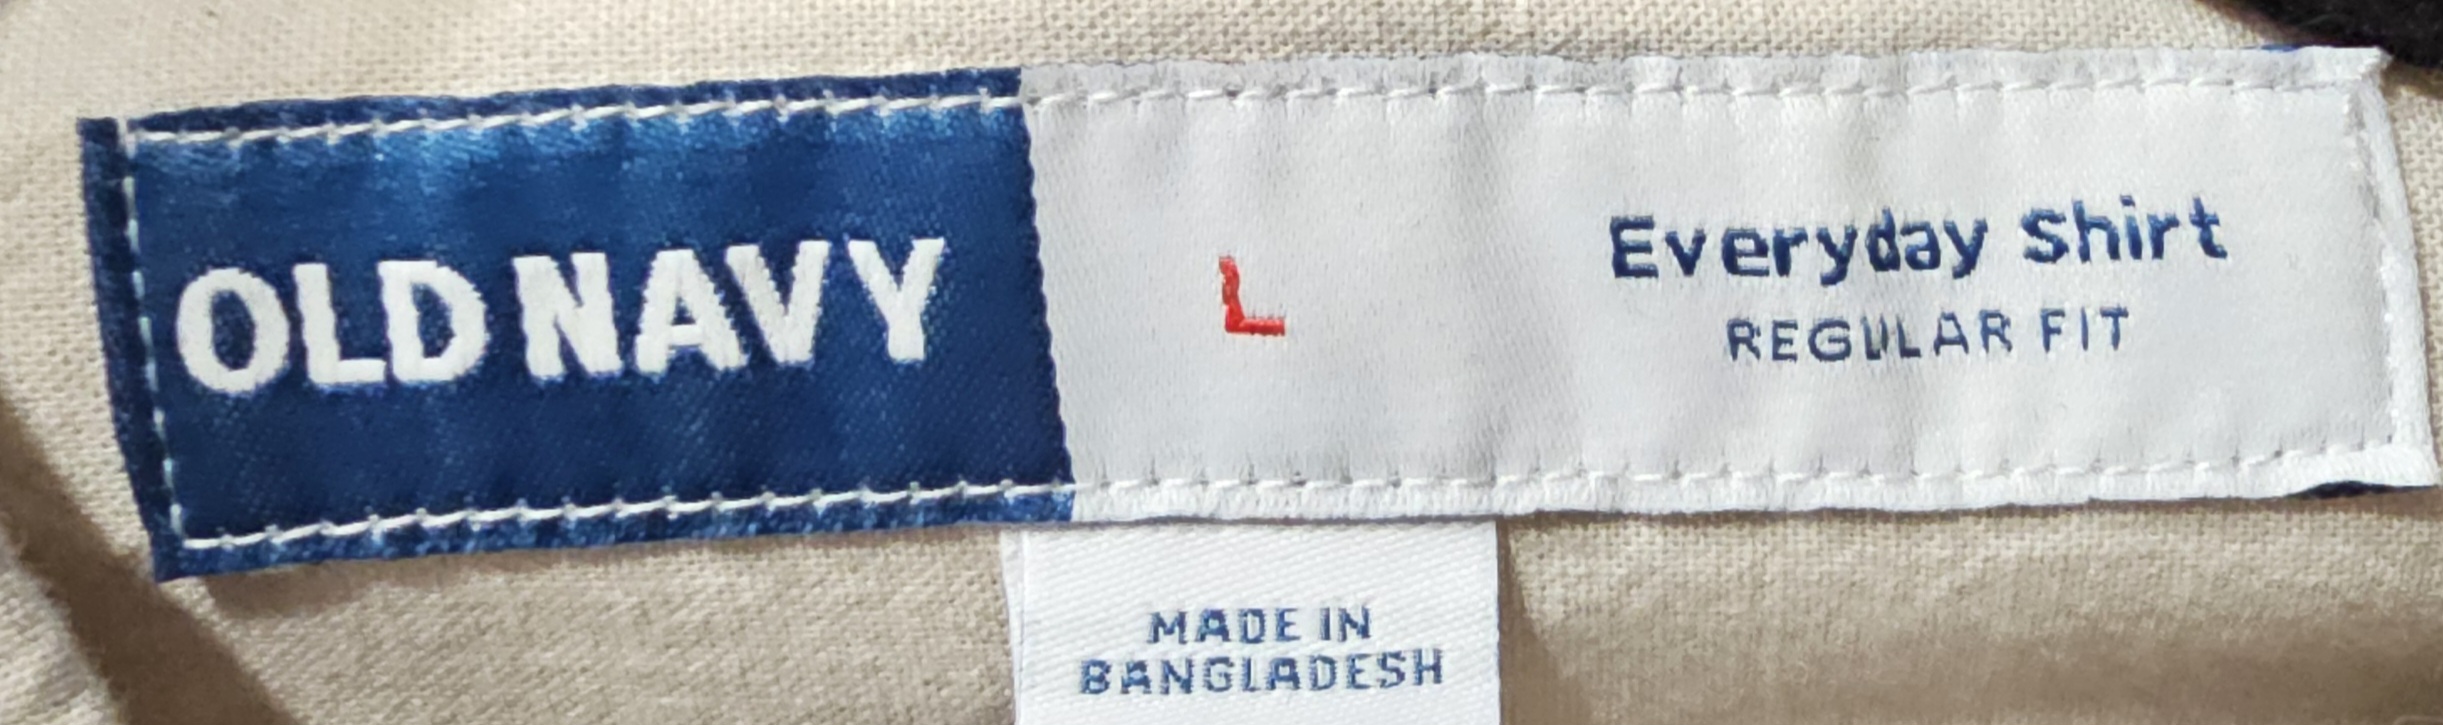 OLD NAVY
L
Everyday Shirt
REGULAR FIT
MADE IN
BANGLADESH